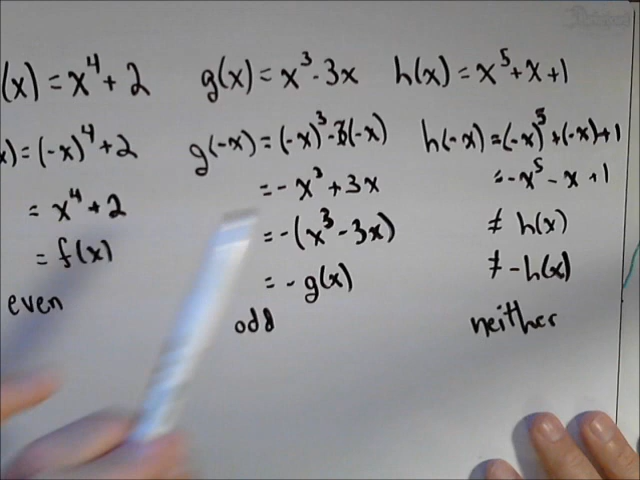 (x) = x⁴ + 2
x) = (-x)⁴ + 2
= x⁴ + 2
= f(x)
even
g(x) = x³ - 3x
g(-x) = (-x)³ - 3(-x)
= - x³ + 3x
= -(x³ - 3x)
= - g(x)
odd
h(x) = x⁵ + x + 1
h(-x) = (-x)⁵ + (-x) + 1
= -x⁵ - x + 1
≠ h(x)
≠ -h(x)
neither